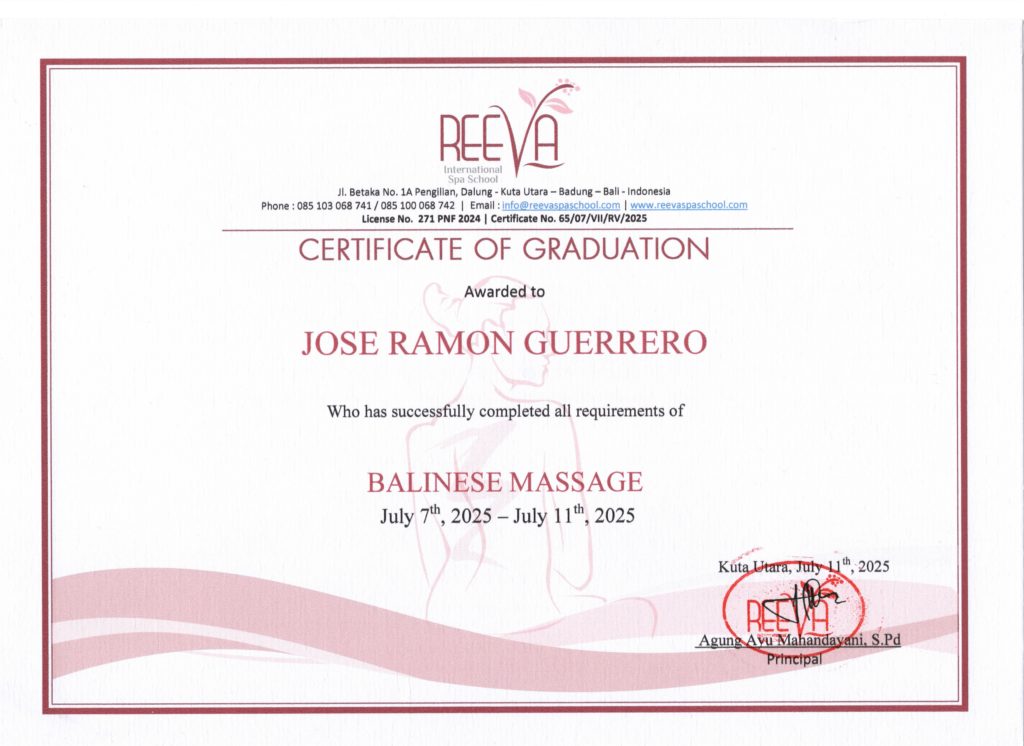 REEVA
International
Spa School
Jl. Betaka No. 1A Pengilian, Dalung - Kuta Utara – Badung – Bali - Indonesia
Phone : 085 103 068 741 / 085 100 068 742 | Email : info@reevaspaschool.com | www.reevaspaschool.com
License No. 271 PNF 2024 | Certificate No. 65/07/VII/RV/2025
CERTIFICATE OF GRADUATION
Awarded to
JOSE RAMON GUERRERO
Who has successfully completed all requirements of
BALINESE MASSAGE
July 7th, 2025 – July 11th, 2025
Kuta Utara, July 11th, 2025
REEVA
Agung Ayu Mahandayani, S.Pd
Principal